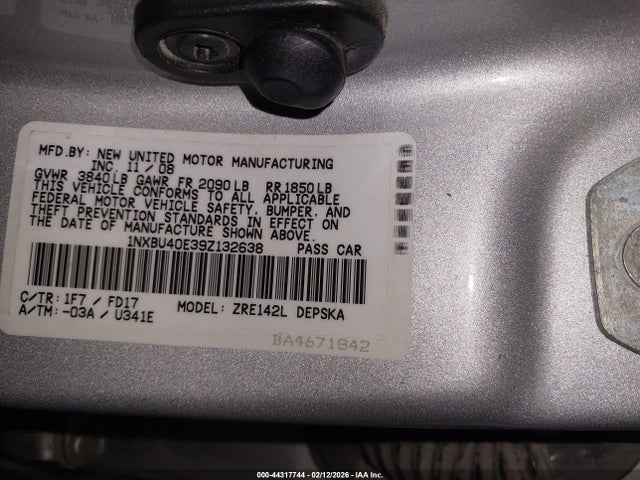 MFD.BY: NEW UNITED MOTOR MANUFACTURING
INC. 11 / 08
GVWR 3840 LB GAWR FR 2090 LB RR 1850 LB
THIS VEHICLE CONFORMS TO ALL APPLICABLE
FEDERAL MOTOR VEHICLE SAFETY, BUMPER, AND
THEFT PREVENTION STANDARDS IN EFFECT ON
THE DATE OF MANUFACTURE SHOWN ABOVE.
1NXBU40E39Z132638 PASS CAR
C/TR: 1F7 / FD17
MODEL: ZRE142L DEPSKA
A/TM: -03A / U341E
BA4671842
000-44317744 - 02/12/2026 - IAA Inc.